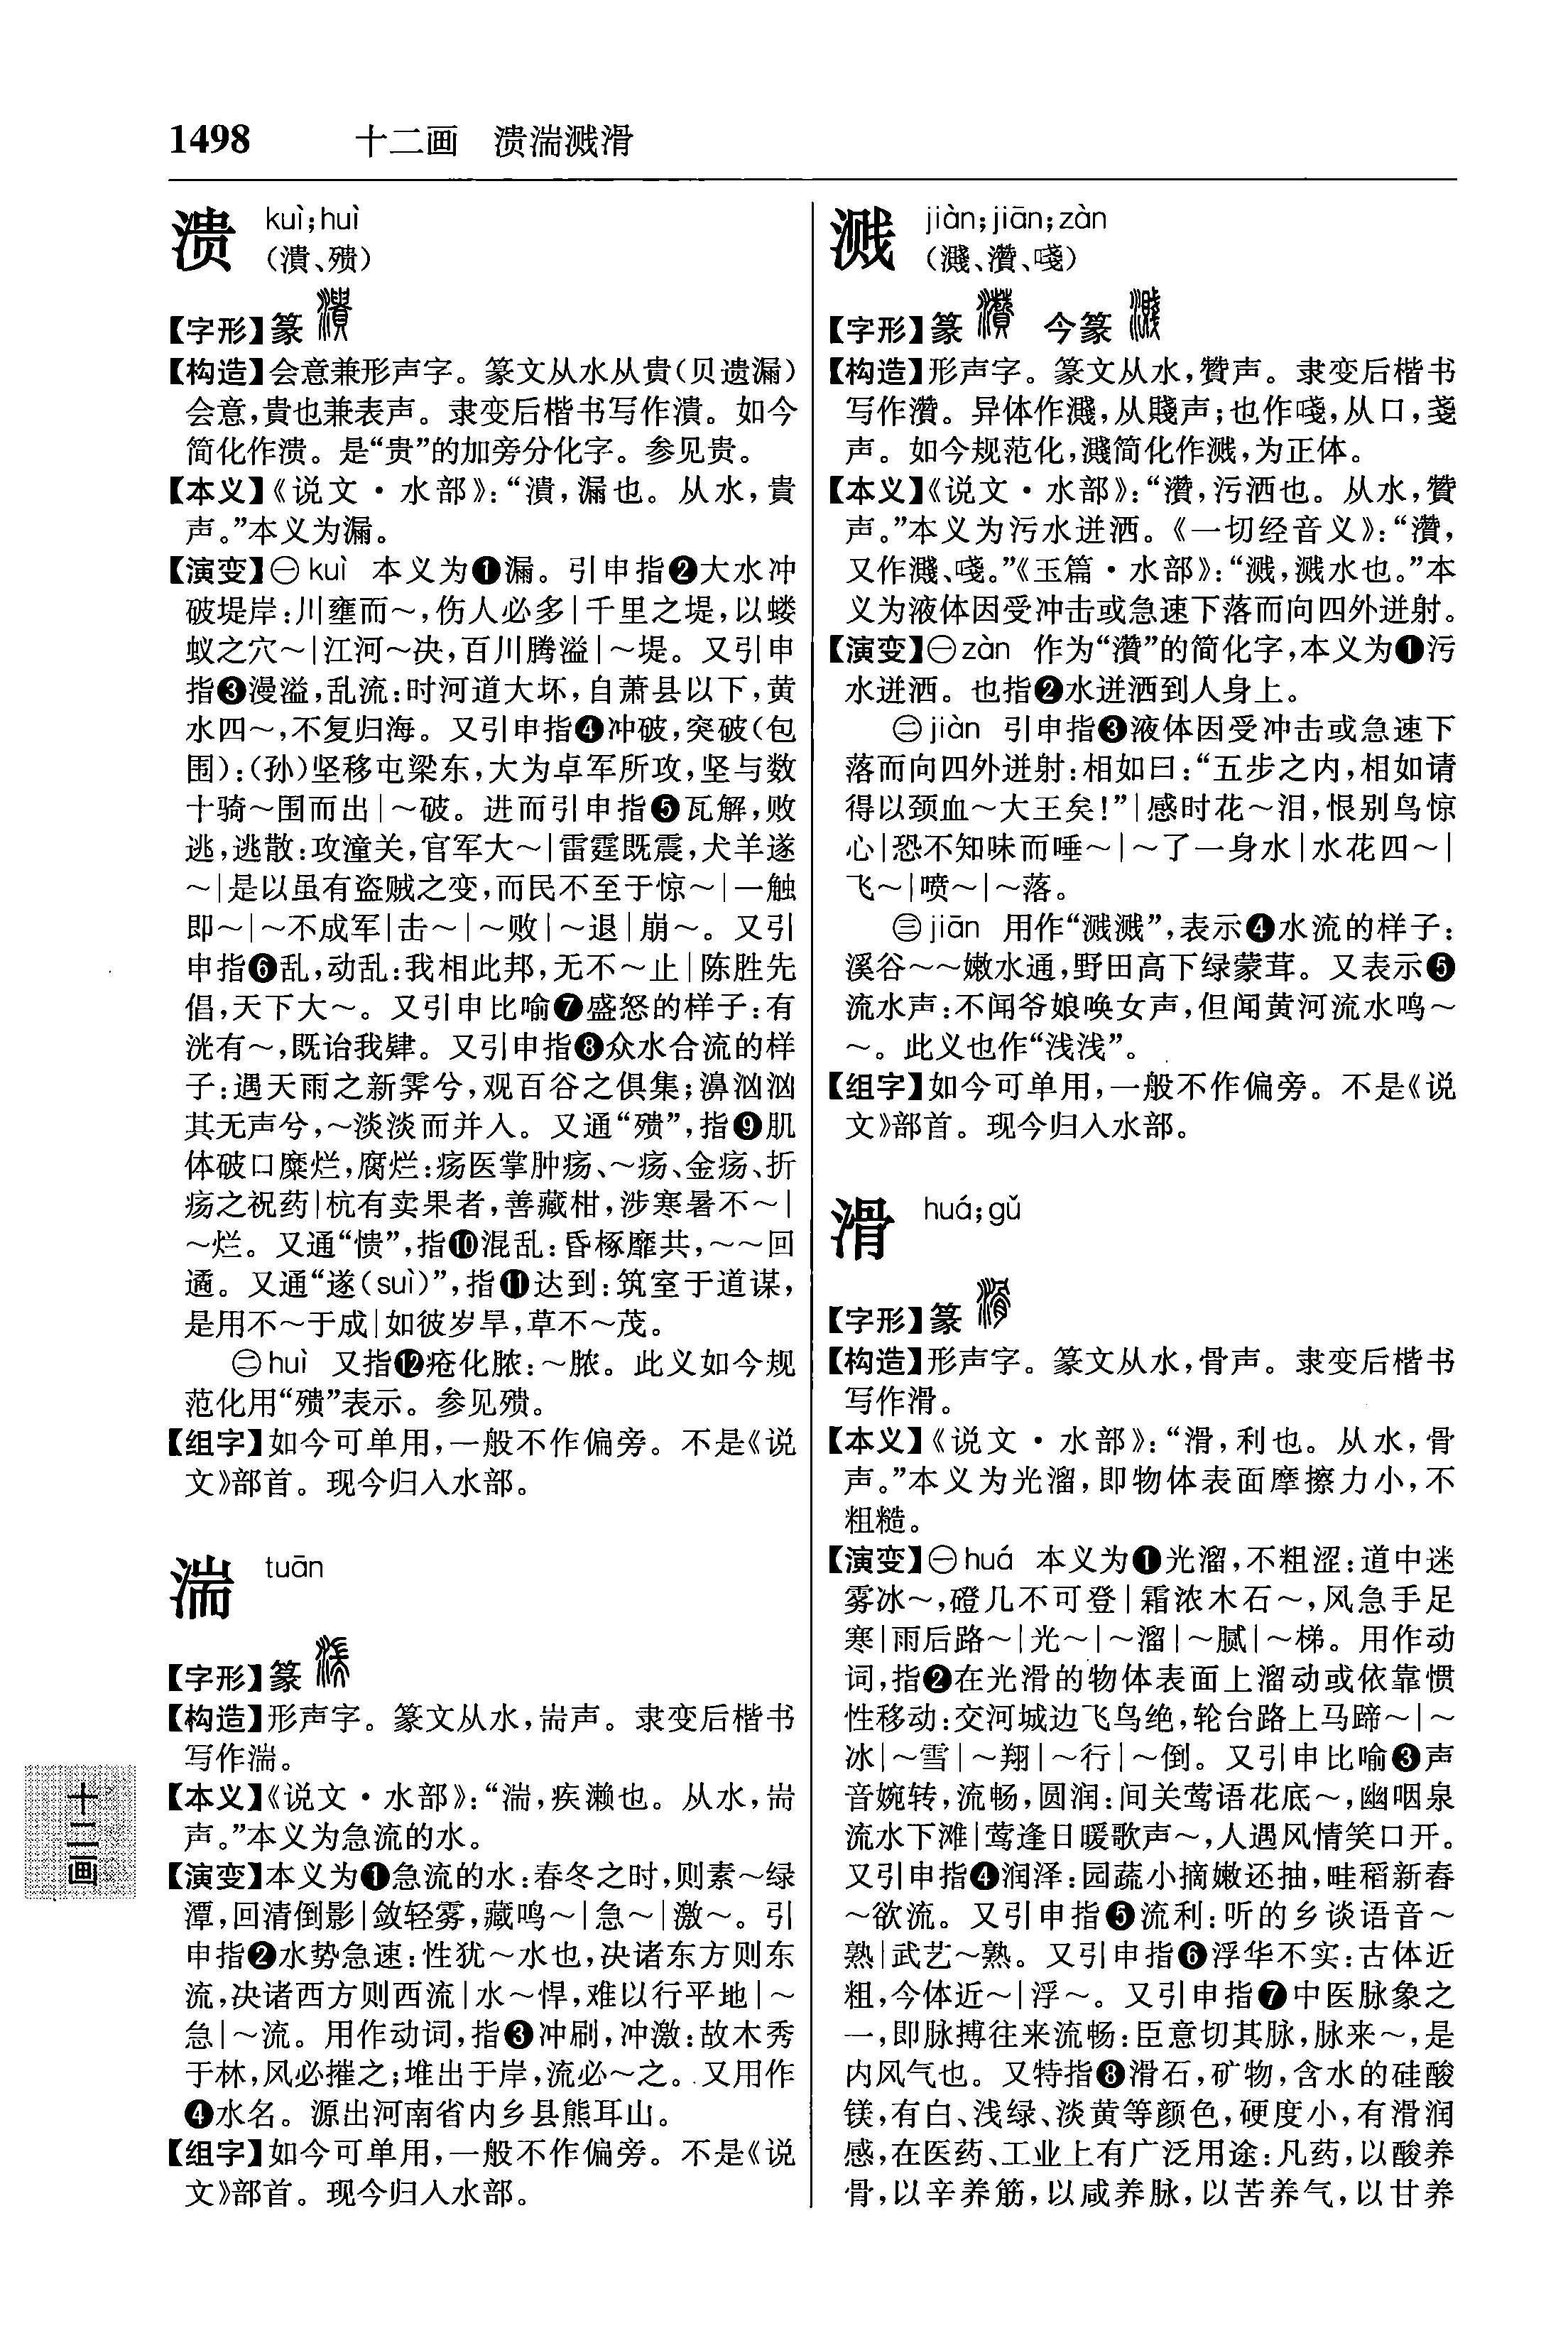 1498 十二画 溃湍溅滑
溃 kuì;huì
(潰、殨)
【字形】篆
【构造】会意兼形声字。篆文从水从貴(贝遗漏)
会意,貴也兼表声。隶变后楷书写作潰。如今
简化作溃。是“贵”的加旁分化字。参见贵。
【本义】《说文·水部》:“潰,漏也。从水,貴
声。”本义为漏。
【演变】㊀kuì 本义为❶漏。引申指❷大水冲
破堤岸:川壅而～,伤人必多|千里之堤,以蝼
蚁之穴～|江河～决,百川腾溢|～堤。又引申
指❸漫溢,乱流:时河道大坏,自萧县以下,黄
水四～,不复归海。又引申指❹冲破,突破(包
围):(孙)坚移屯梁东,大为卓军所攻,坚与数
十骑～围而出|～破。进而引申指❺瓦解,败
逃,逃散:攻潼关,官军大～|雷霆既震,犬羊遂
～|是以虽有盗贼之变,而民不至于惊～|一触
即～|～不成军|击～|～败|～退|崩～。又引
申指❻乱,动乱:我相此邦,无不～止|陈胜先
倡,天下大～。又引申比喻❼盛怒的样子:有
洸有～,既诒我肄。又引申指❽众水合流的样
子:遇天雨之新霁兮,观百谷之俱集;濞汹汹
其无声兮,～淡淡而并入。又通“殨”,指❾肌
体破口糜烂,腐烂:疡医掌肿疡、～疡、金疡、折
疡之祝药|杭有卖果者,善藏柑,涉寒暑不～|
～烂。又通“愦”,指❿混乱:昏椓靡共,～～回
遹。又通“遂(suì)”,指⓫达到:筑室于道谋,
是用不～于成|如彼岁旱,草不～茂。
㊁huì 又指⓬疮化脓:～脓。此义如今规
范化用“殨”表示。参见殨。
【组字】如今可单用,一般不作偏旁。不是《说
文》部首。现今归入水部。
湍 tuān
【字形】篆
【构造】形声字。篆文从水,耑声。隶变后楷书
写作湍。
【本义】《说文·水部》:“湍,疾濑也。从水,耑
声。”本义为急流的水。
【演变】本义为❶急流的水:春冬之时,则素～绿
潭,回清倒影|敛轻雾,藏鸣～|急～|激～。引
申指❷水势急速:性犹～水也,决诸东方则东
流,决诸西方则西流|水～悍,难以行平地|～
急|～流。用作动词,指❸冲刷,冲激:故木秀
于林,风必摧之;堆出于岸,流必～之。又用作
❹水名。源出河南省内乡县熊耳山。
【组字】如今可单用,一般不作偏旁。不是《说
文》部首。现今归入水部。
十二画
溅 jiàn;jiān;zàn
(濺、灒、㘔)
【字形】篆 今篆
【构造】形声字。篆文从水,赞声。隶变后楷书
写作灒。异体作濺,从賤声;也作㘔,从口,戔
声。如今规范化,濺简化作溅,为正体。
【本义】《说文·水部》:“灒,污洒也。从水,赞
声。”本义为污水迸洒。《一切经音义》:“灒,
又作濺、㘔。”《玉篇·水部》:“溅,溅水也。”本
义为液体因受冲击或急速下落而向四外迸射。
【演变】㊀zàn 作为“灒”的简化字,本义为❶污
水迸洒。也指❷水迸洒到人身上。
㊁jiàn 引申指❸液体因受冲击或急速下
落而向四外迸射:相如曰:“五步之内,相如请
得以颈血～大王矣!”|感时花～泪,恨别鸟惊
心|恐不知味而唾～|～了一身水|水花四～|
飞～|喷～|～落。
㊂jiān 用作“溅溅”,表示❹水流的样子:
溪谷～～嫩水通,野田高下绿蒙茸。又表示❺
流水声:不闻爷娘唤女声,但闻黄河流水鸣～
～。此义也作“浅浅”。
【组字】如今可单用,一般不作偏旁。不是《说
文》部首。现今归入水部。
滑 huá;gǔ
【字形】篆
【构造】形声字。篆文从水,骨声。隶变后楷书
写作滑。
【本义】《说文·水部》:“滑,利也。从水,骨
声。”本义为光溜,即物体表面摩擦力小,不
粗糙。
【演变】㊀huá 本义为❶光溜,不粗涩:道中迷
雾冰～,磴几不可登|霜浓木石～,风急手足
寒|雨后路～|光～|～溜|～腻|～梯。用作动
词,指❷在光滑的物体表面上溜动或依靠惯
性移动:交河城边飞鸟绝,轮台路上马蹄～|～
冰|～雪|～翔|～行|～倒。又引申比喻❸声
音婉转,流畅,圆润:间关莺语花底～,幽咽泉
流水下滩|莺逢日暖歌声～,人遇风情笑口开。
又引申指❹润泽:园蔬小摘嫩还抽,畦稻新舂
～欲流。又引申指❺流利:听的乡谈语音～
熟|武艺～熟。又引申指❻浮华不实:古体近
粗,今体近～|浮～。又引申指❼中医脉象之
一,即脉搏往来流畅:臣意切其脉,脉来～,是
内风气也。又特指❽滑石,矿物,含水的硅酸
镁,有白、浅绿、淡黄等颜色,硬度小,有滑润
感,在医药、工业上有广泛用途:凡药,以酸养
骨,以辛养筋,以咸养脉,以苦养气,以甘养